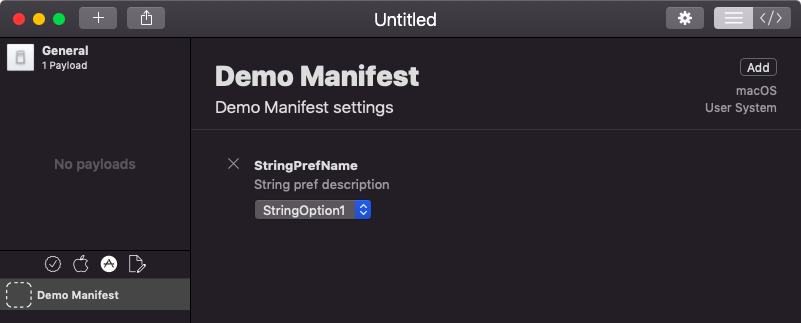 Untitled
General
1 Payload
No payloads
Demo Manifest
Demo Manifest
Add
Demo Manifest settings
macOS
User System
StringPrefName
String pref description
StringOption1